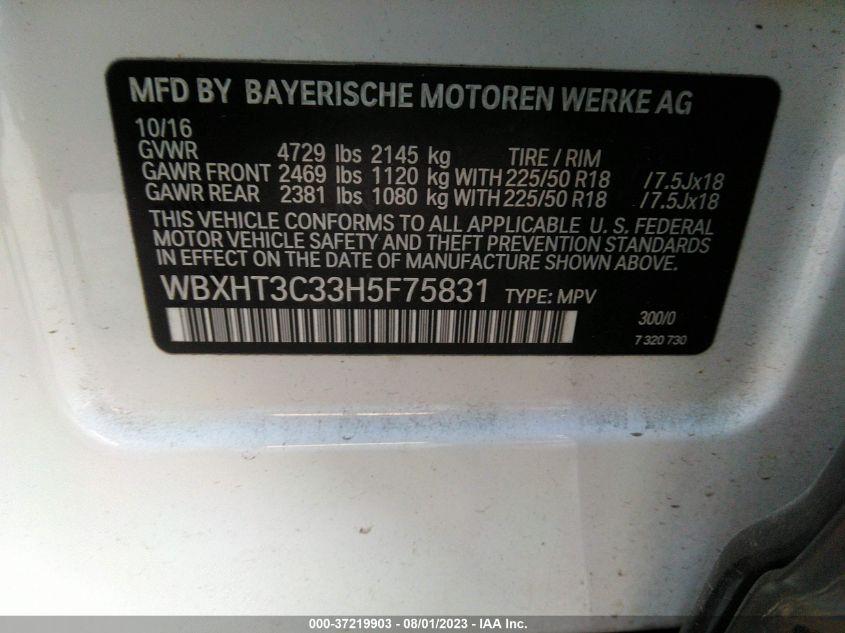 MFD BY BAYERISCHE MOTOREN WERKE AG
10/16
GVWR 4729 lbs 2145 kg TIRE / RIM
GAWR FRONT 2469 lbs 1120 kg WITH 225/50 R18 /7.5Jx18
GAWR REAR 2381 lbs 1080 kg WITH 225/50 R18 /7.5Jx18
THIS VEHICLE CONFORMS TO ALL APPLICABLE U. S. FEDERAL
MOTOR VEHICLE SAFETY AND THEFT PREVENTION STANDARDS
IN EFFECT ON THE DATE OF MANUFACTURE SHOWN ABOVE.
WBXHT3C33H5F75831 TYPE: MPV
300/0
7 320 730
000-37219903 - 08/01/2023 - IAA Inc.